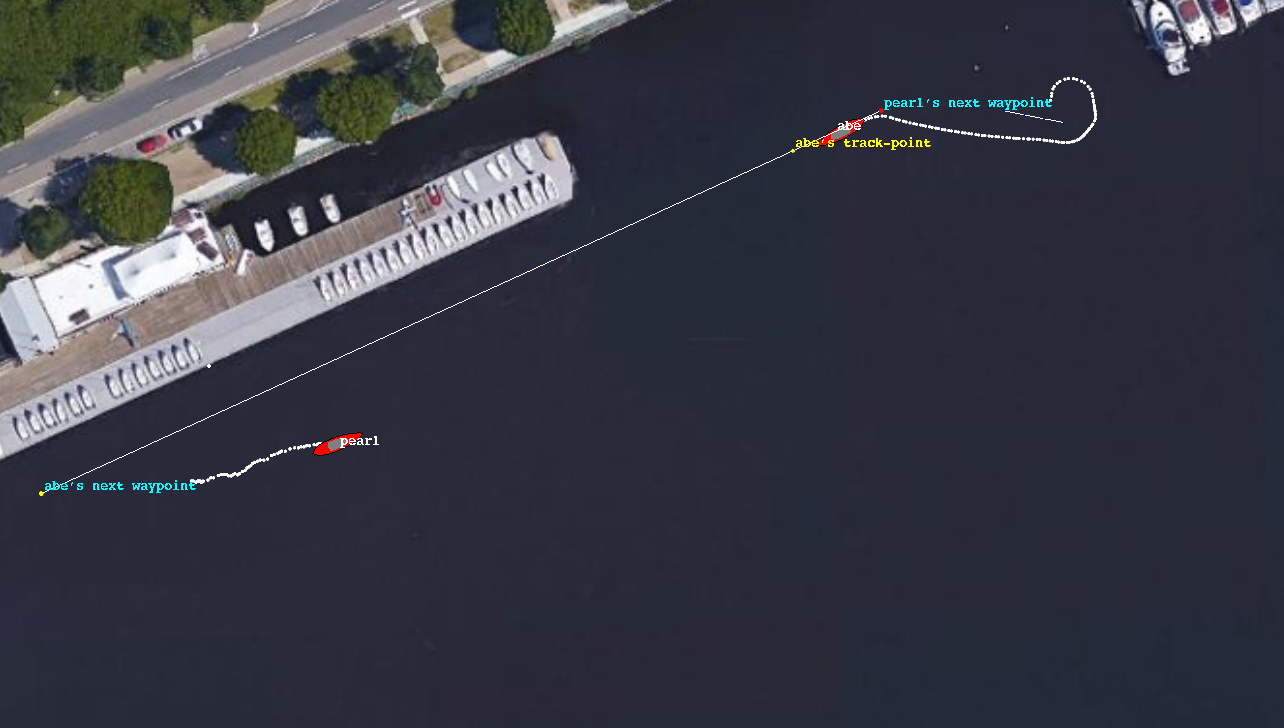 pearl's next waypoint
abe
abe's track-point
pearl
abe's next waypoint